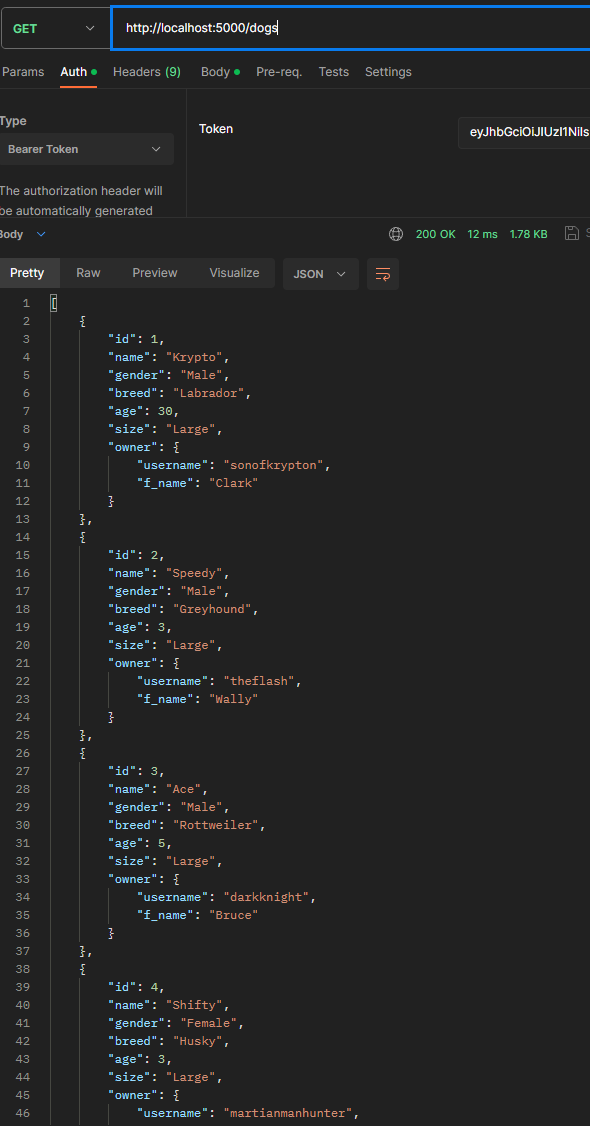 GET http://localhost:5000/dogs
Params Auth Headers (9) Body Pre-req. Tests Settings
Type
Bearer Token
The authorization header will
be automatically generated
Token eyJhbGciOiJIUzI1NiIs
Body 200 OK 12 ms 1.78 KB
Pretty Raw Preview Visualize JSON
1 [
2 {
3 "id": 1,
4 "name": "Krypto",
5 "gender": "Male",
6 "breed": "Labrador",
7 "age": 30,
8 "size": "Large",
9 "owner": {
10 "username": "sonofkrypton",
11 "f_name": "Clark"
12 }
13 },
14 {
15 "id": 2,
16 "name": "Speedy",
17 "gender": "Male",
18 "breed": "Greyhound",
19 "age": 3,
20 "size": "Large",
21 "owner": {
22 "username": "theflash",
23 "f_name": "Wally"
24 }
25 },
26 {
27 "id": 3,
28 "name": "Ace",
29 "gender": "Male",
30 "breed": "Rottweiler",
31 "age": 5,
32 "size": "Large",
33 "owner": {
34 "username": "darkknight",
35 "f_name": "Bruce"
36 }
37 },
38 {
39 "id": 4,
40 "name": "Shifty",
41 "gender": "Female",
42 "breed": "Husky",
43 "age": 3,
44 "size": "Large",
45 "owner": {
46 "username": "martianmanhunter",